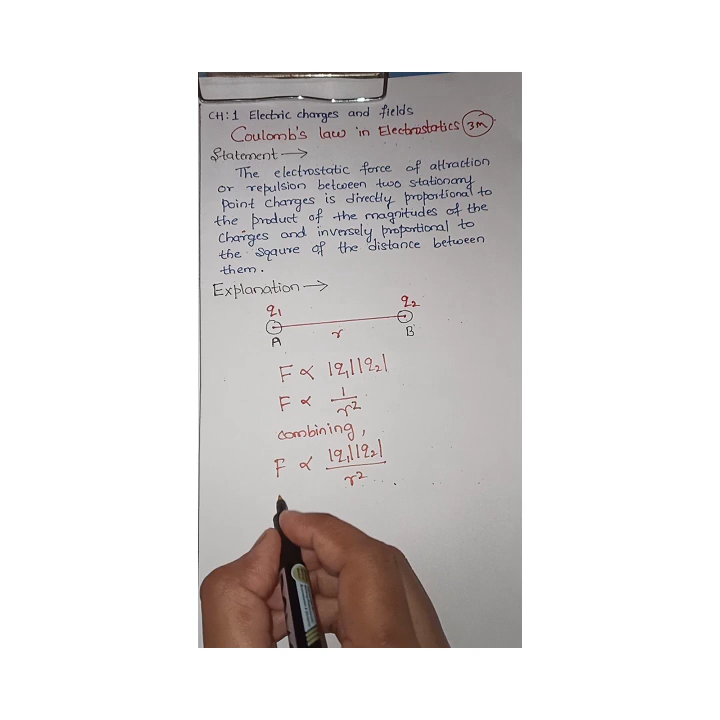 CH:1 Electric charges and fields
Coulomb's law in Electrostatics 3M
Statement →
The electrostatic force of attraction
or repulsion between two stationary
point charges is directly proportional to
the product of the magnitudes of the
charges and inversely proportional to
the sqaure of the distance between
them.
Explanation →
q₁ q₂
A r B
F ∝ |q₁||q₂|
F ∝ 1/r²
combining,
F ∝ |q₁||q₂|/r²